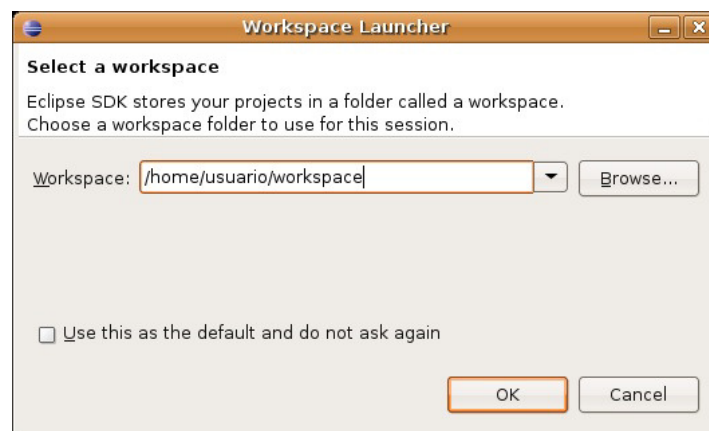 Workspace Launcher
Select a workspace
Eclipse SDK stores your projects in a folder called a workspace.
Choose a workspace folder to use for this session.
Workspace: /home/usuario/workspace Browse...
Use this as the default and do not ask again
OK Cancel